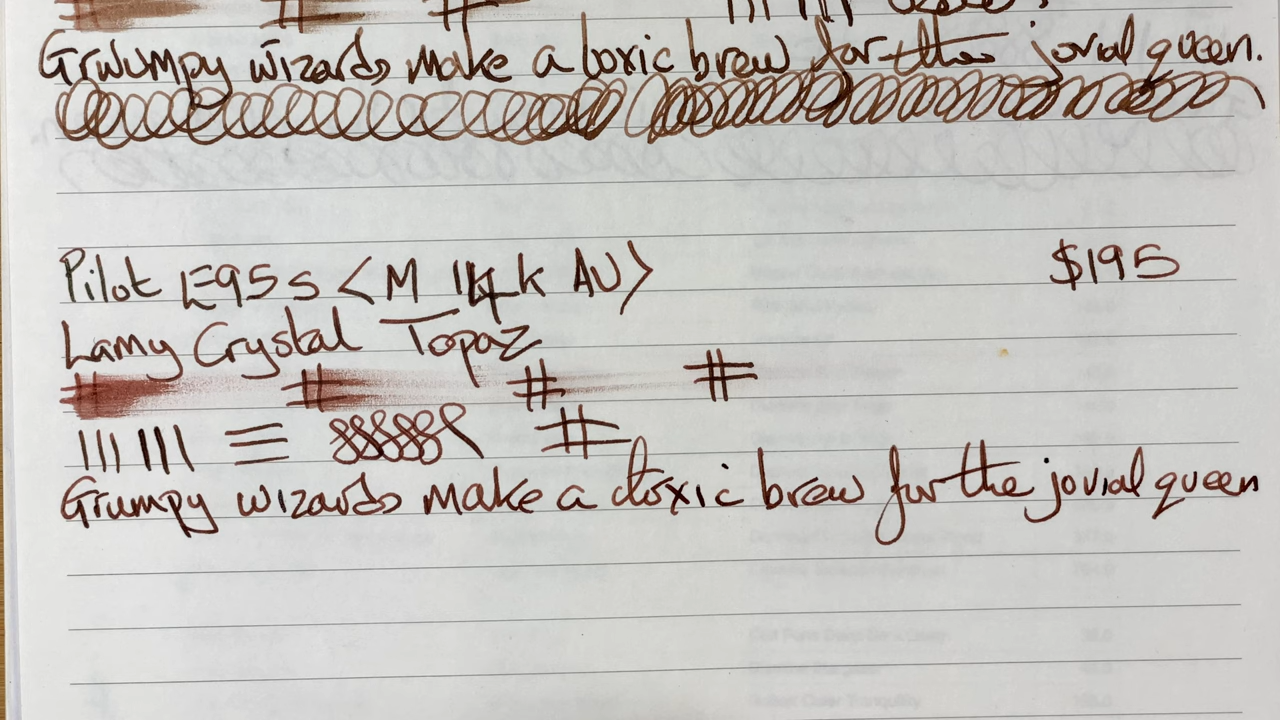 Grwumpy wizards make a toxic brew for the jovial queen.
Pilot E95s <M 14k AU> $195
Lamy Crystal Topaz
Grumpy wizards make a toxic brew for the jovial queen